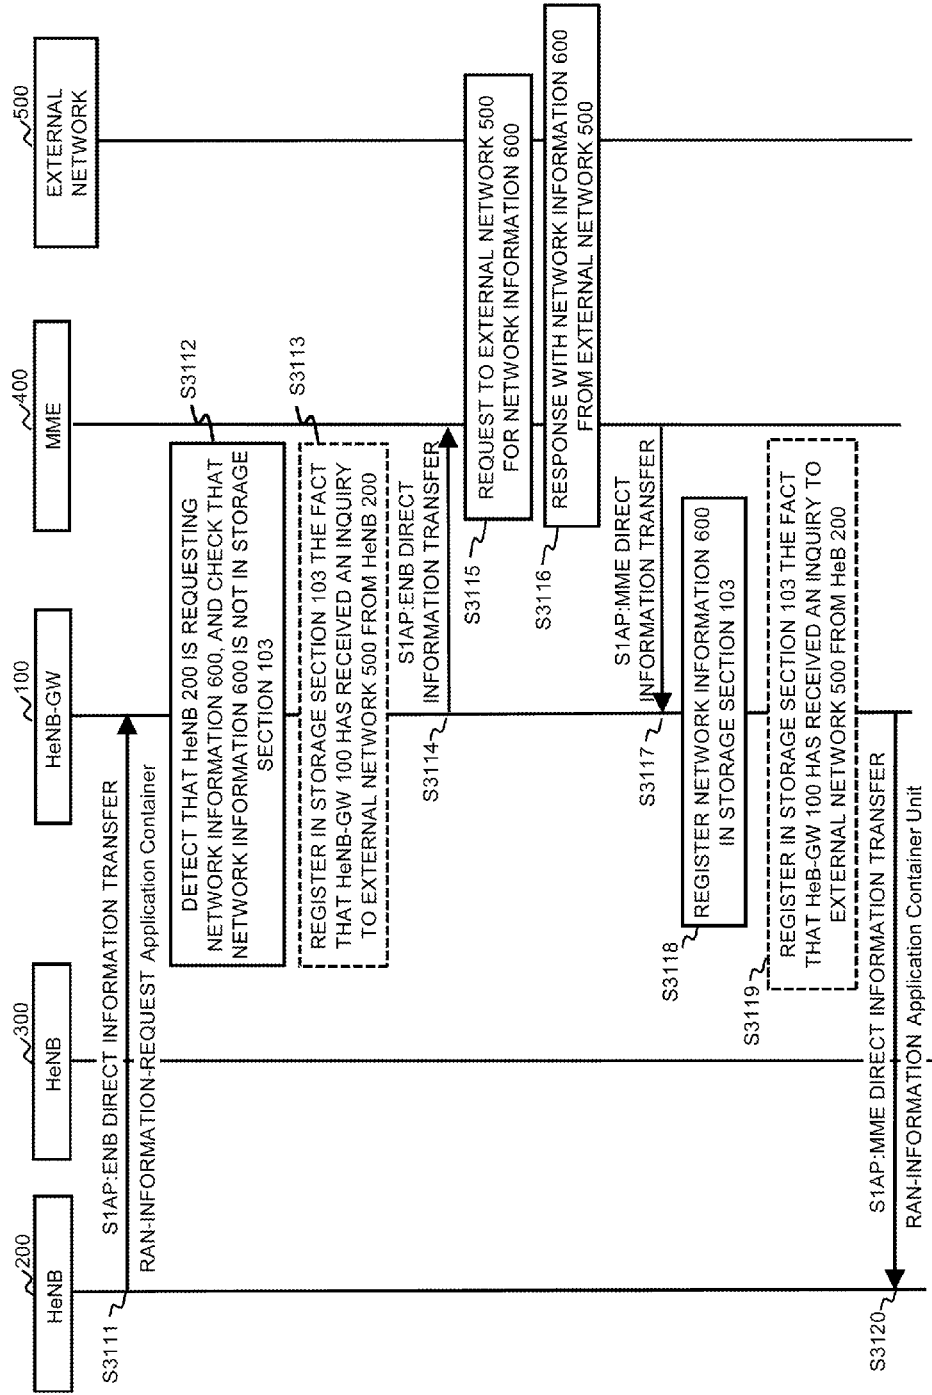 200
HeNB
300
HeNB
100
HeNB-GW
400
MME
500
EXTERNAL
NETWORK
S3111
S1AP:ENB DIRECT INFORMATION TRANSFER
RAN-INFORMATION-REQUEST Application Container
S3112
DETECT THAT HeNB 200 IS REQUESTING
NETWORK INFORMATION 600, AND CHECK THAT
NETWORK INFORMATION 600 IS NOT IN STORAGE
SECTION 103
S3113
REGISTER IN STORAGE SECTION 103 THE FACT
THAT HeNB-GW 100 HAS RECEIVED AN INQUIRY
TO EXTERNAL NETWORK 500 FROM HeNB 200
S3114
S1AP:ENB DIRECT
INFORMATION TRANSFER
S3115
REQUEST TO EXTERNAL NETWORK 500
FOR NETWORK INFORMATION 600
S3116
RESPONSE WITH NETWORK INFORMATION 600
FROM EXTERNAL NETWORK 500
S3117
S1AP:MME DIRECT
INFORMATION TRANSFER
S3118
REGISTER NETWORK INFORMATION 600
IN STORAGE SECTION 103
S3119
REGISTER IN STORAGE SECTION 103 THE FACT
THAT HeB-GW 100 HAS RECEIVED AN INQUIRY TO
EXTERNAL NETWORK 500 FROM HeB 200
S3120
S1AP:MME DIRECT INFORMATION TRANSFER
RAN-INFORMATION Application Container Unit